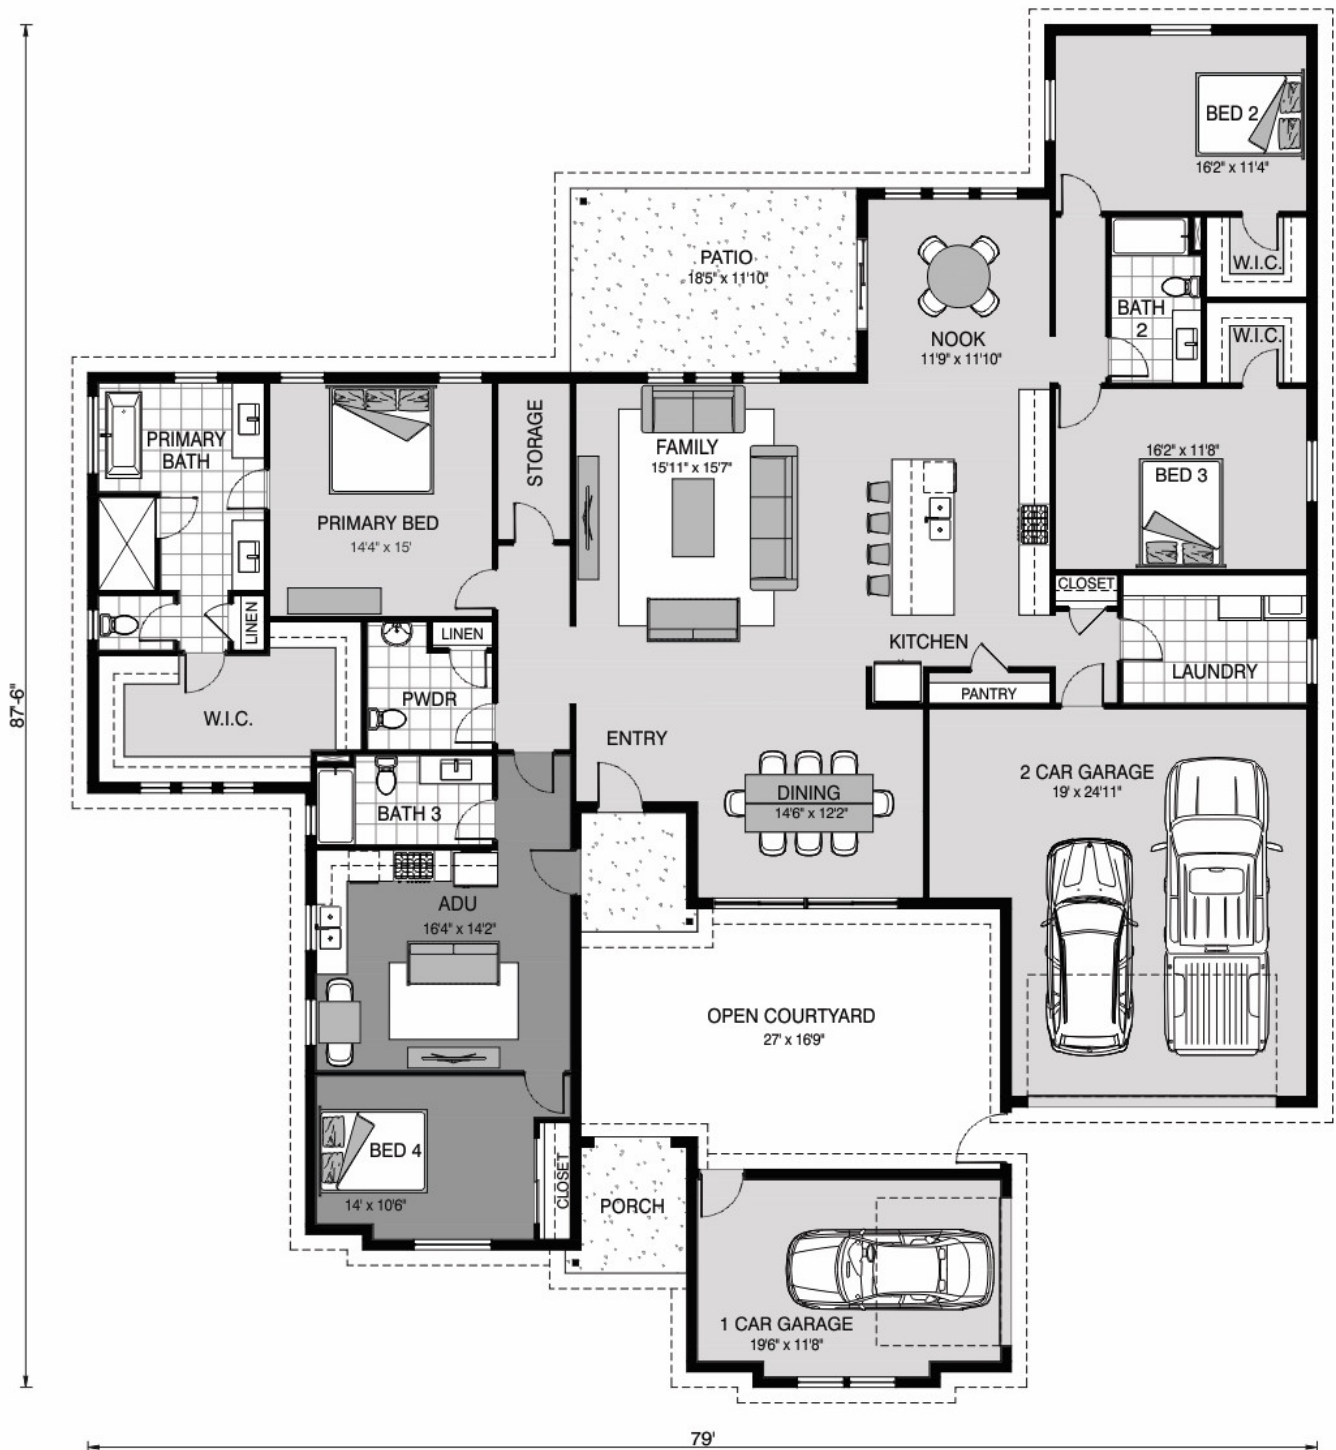 BED 2
16'2" x 11'4"
PATIO
18'5" x 11'10"
W.I.C.
BATH
2
W.I.C.
NOOK
11'9" x 11'10"
PRIMARY
BATH
STORAGE
FAMILY
15'11" x 15'7"
16'2" x 11'8"
BED 3
PRIMARY BED
14'4" x 15'
CLOSET
LINEN
LINEN
KITCHEN
LAUNDRY
PWDR
PANTRY
W.I.C.
87'-6"
ENTRY
2 CAR GARAGE
19' x 24'11"
DINING
14'6" x 12'2"
BATH 3
ADU
16'4" x 14'2"
OPEN COURTYARD
27' x 16'9"
BED 4
CLOSET
14' x 10'6"
PORCH
1 CAR GARAGE
19'6" x 11'8"
79'